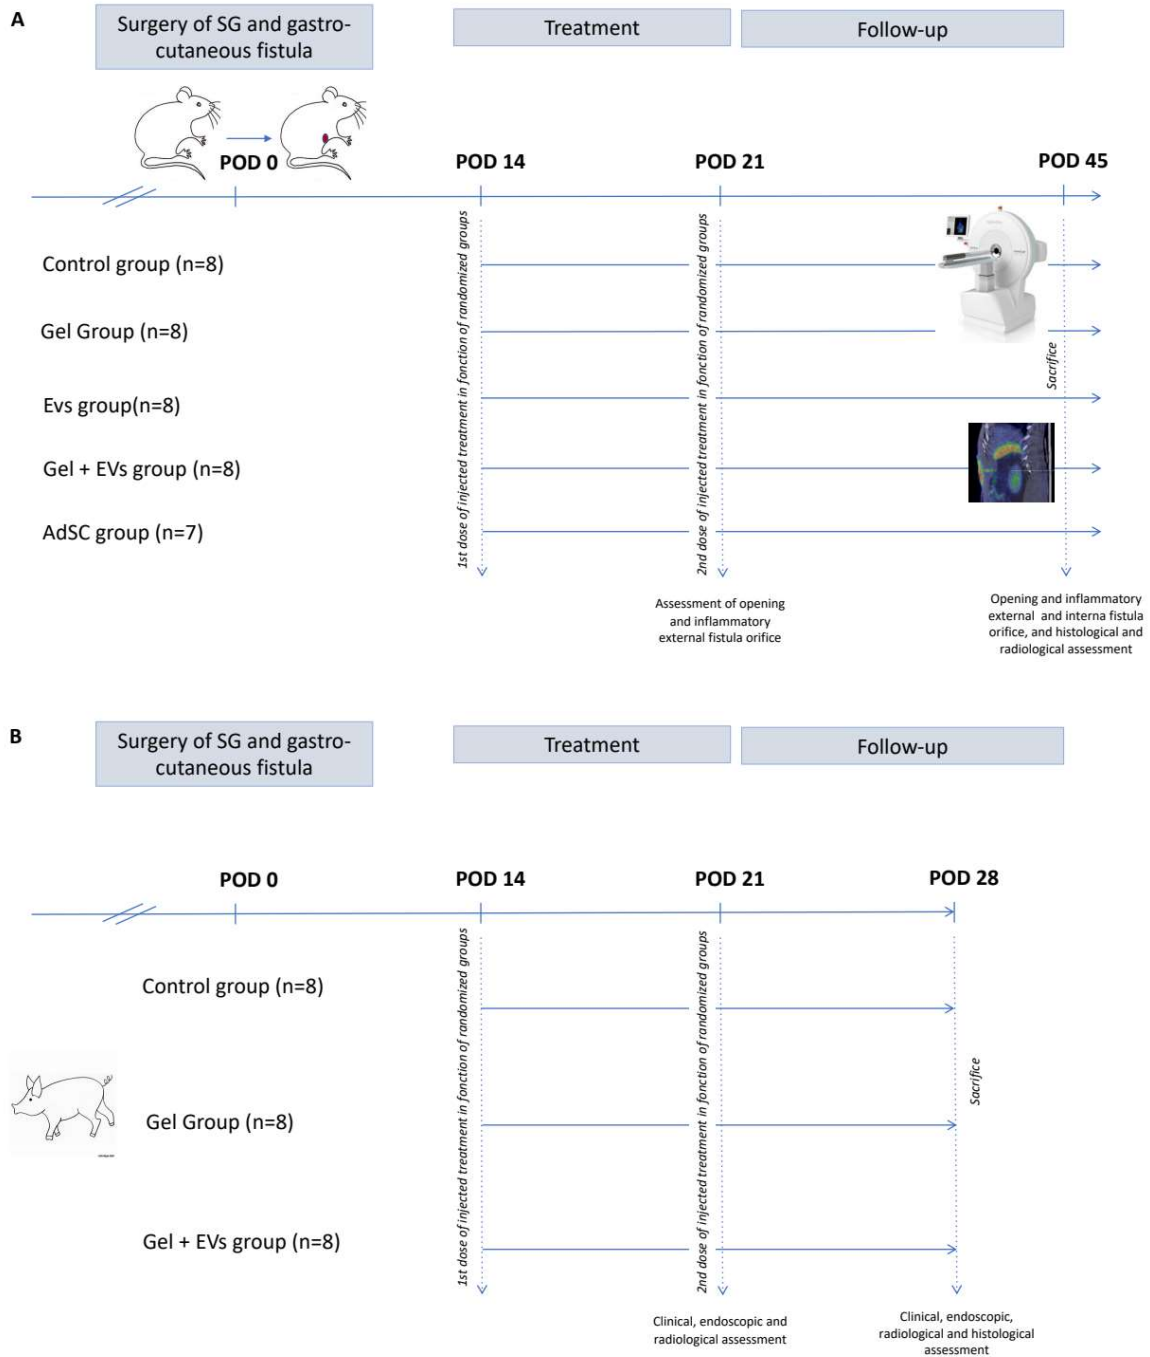 A
Surgery of SG and gastro-
cutaneous fistula
Treatment
Follow-up
POD 0
POD 14
POD 21
POD 45
Control group (n=8)
Gel Group (n=8)
Evs group(n=8)
Gel + EVs group (n=8)
AdSC group (n=7)
1st dose of injected treatment in fonction of randomized groups
2nd dose of injected treatment in fonction of randomized groups
Sacrifice
Assessment of opening
and inflammatory
external fistula orifice
Opening and inflammatory
external and interna fistula
orifice, and histological and
radiological assessment
B
Surgery of SG and gastro-
cutaneous fistula
Treatment
Follow-up
POD 0
POD 14
POD 21
POD 28
Control group (n=8)
Gel Group (n=8)
Gel + EVs group (n=8)
1st dose of injected treatment in fonction of randomized groups
2nd dose of injected treatment in fonction of randomized groups
Sacrifice
Clinical, endoscopic and
radiological assessment
Clinical, endoscopic,
radiological and histological
assessment